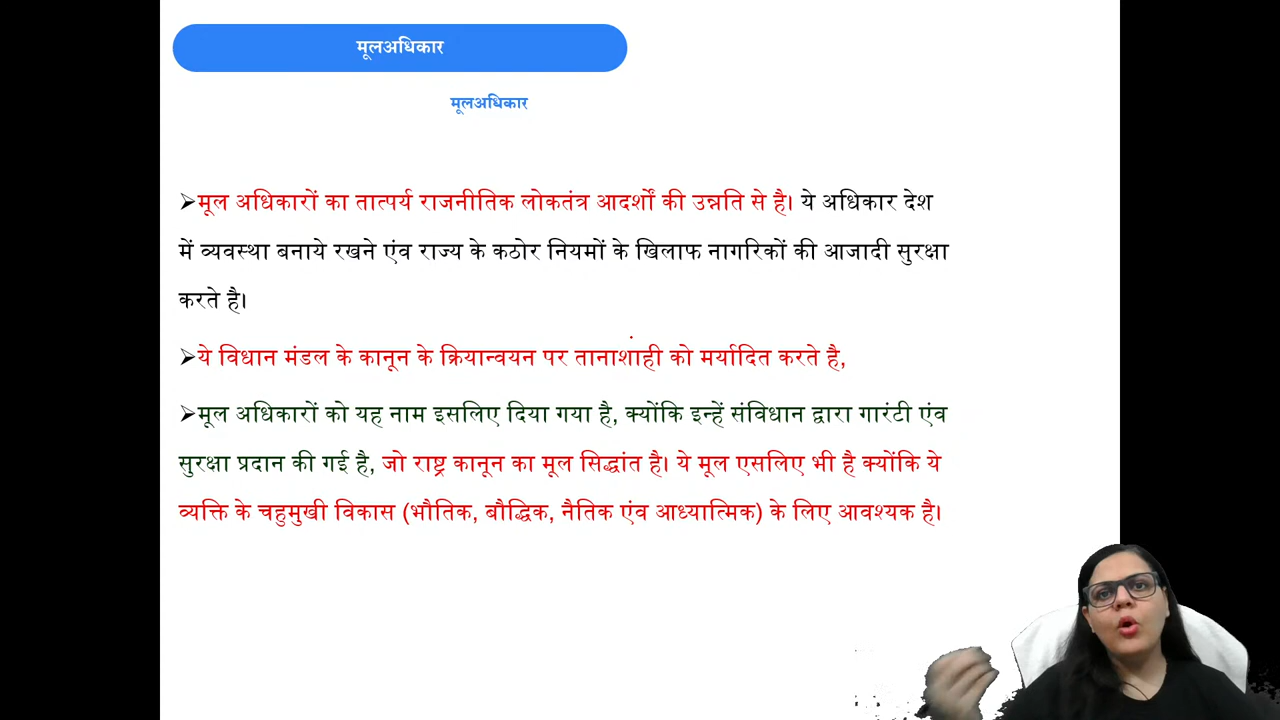 मूलअधिकार
मूलअधिकार
➢मूल अधिकारों का तात्पर्य राजनीतिक लोकतंत्र आदर्शों की उन्नति से है। ये अधिकार देश
में व्यवस्था बनाये रखने एंव राज्य के कठोर नियमों के खिलाफ नागरिकों की आजादी सुरक्षा
करते है।
➢ये विधान मंडल के कानून के क्रियान्वयन पर तानाशाही को मर्यादित करते है,
➢मूल अधिकारों को यह नाम इसलिए दिया गया है, क्योंकि इन्हें संविधान द्वारा गारंटी एंव
सुरक्षा प्रदान की गई है, जो राष्ट्र कानून का मूल सिद्धांत है। ये मूल एसलिए भी है क्योंकि ये
व्यक्ति के चहुमुखी विकास (भौतिक, बौद्धिक, नैतिक एंव आध्यात्मिक) के लिए आवश्यक है।